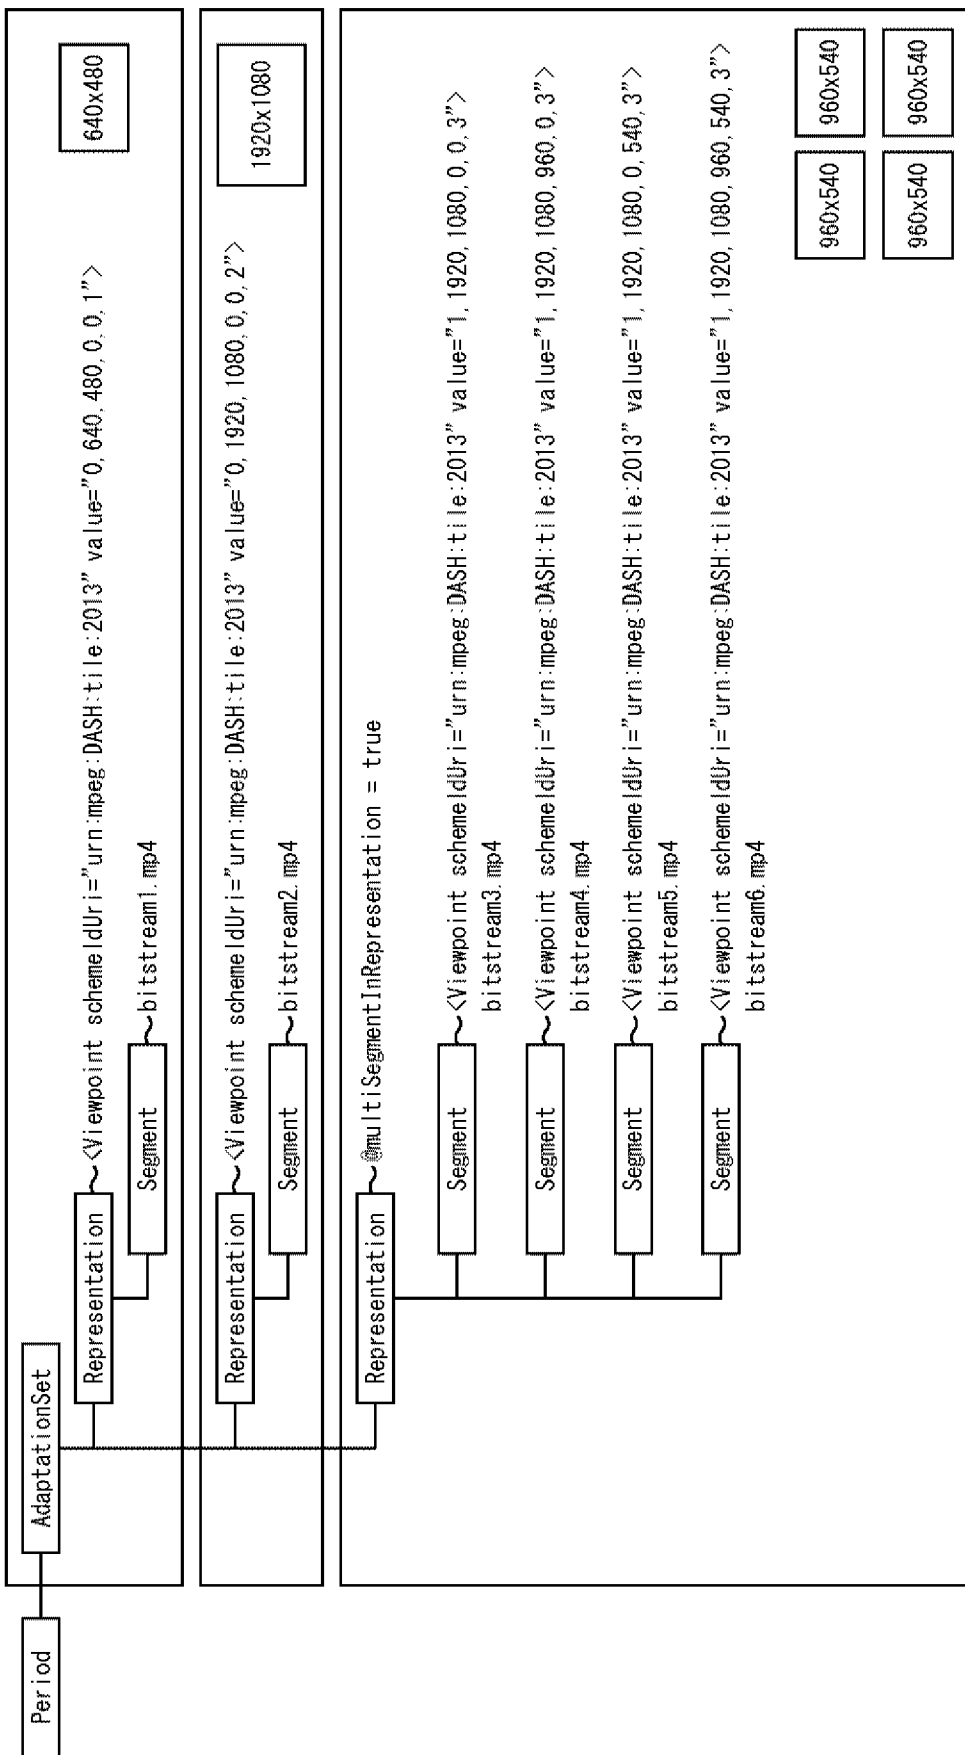 Period
AdaptationSet
Representation
<Viewpoint schemeIdUri="urn:mpeg:DASH:tile:2013" value="0, 640, 480, 0, 0, 1">
640x480
Segment
bitstream1.mp4
Representation
<Viewpoint schemeIdUri="urn:mpeg:DASH:tile:2013" value="0, 1920, 1080, 0, 0, 2">
1920x1080
Segment
bitstream2.mp4
Representation
@multiSegmentInRepresentation = true
Segment
<Viewpoint schemeIdUri="urn:mpeg:DASH:tile:2013" value="1, 1920, 1080, 0, 0, 3">
bitstream3.mp4
Segment
<Viewpoint schemeIdUri="urn:mpeg:DASH:tile:2013" value="1, 1920, 1080, 960, 0, 3">
bitstream4.mp4
Segment
<Viewpoint schemeIdUri="urn:mpeg:DASH:tile:2013" value="1, 1920, 1080, 0, 540, 3">
bitstream5.mp4
Segment
<Viewpoint schemeIdUri="urn:mpeg:DASH:tile:2013" value="1, 1920, 1080, 960, 540, 3">
bitstream6.mp4
960x540 960x540
960x540 960x540